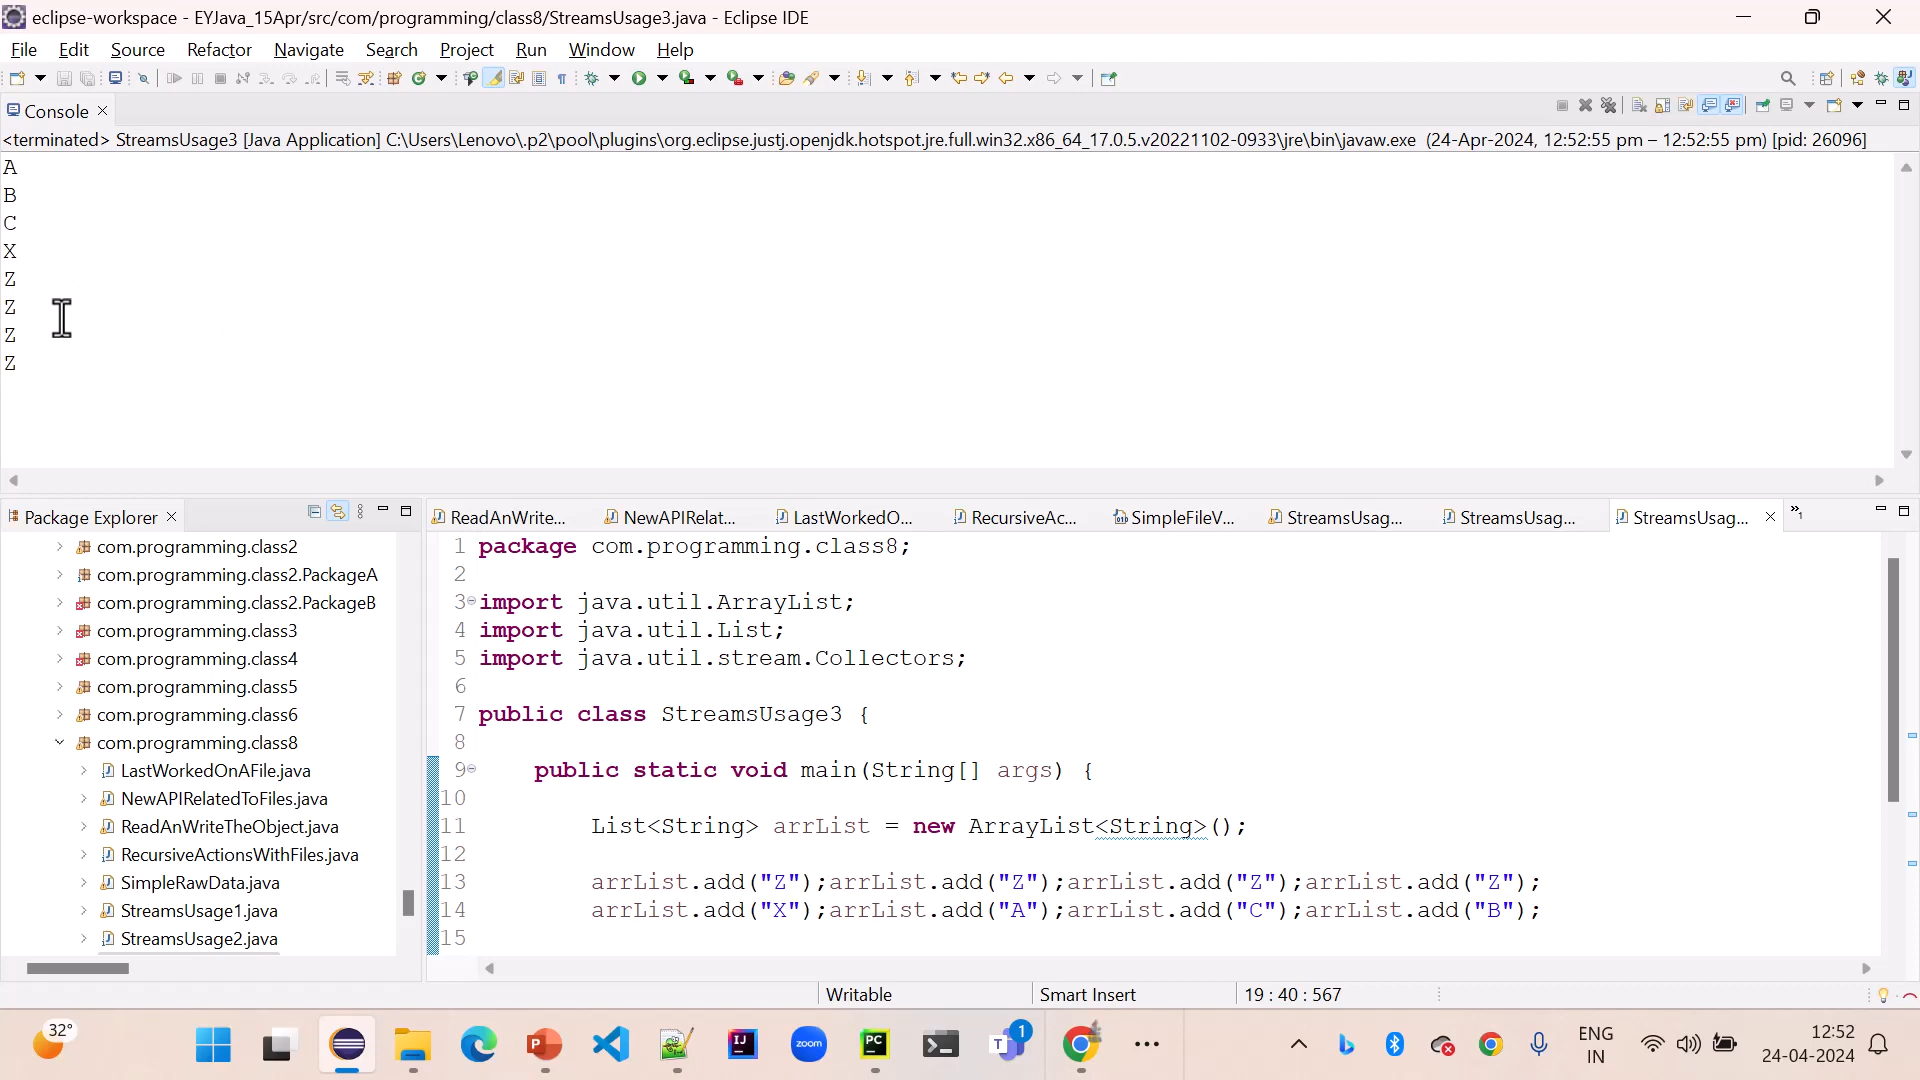 eclipse-workspace - EYJava_15Apr/src/com/programming/class8/StreamsUsage3.java - Eclipse IDE
File Edit Source Refactor Navigate Search Project Run Window Help
Console
<terminated> StreamsUsage3 [Java Application] C:\Users\Lenovo\.p2\pool\plugins\org.eclipse.justj.openjdk.hotspot.jre.full.win32.x86_64_17.0.5.v20221102-0933\jre\bin\javaw.exe (24-Apr-2024, 12:52:55 pm – 12:52:55 pm) [pid: 26096]
A
B
C
X
Z
Z
Z
Z
Package Explorer
com.programming.class2
com.programming.class2.PackageA
com.programming.class2.PackageB
com.programming.class3
com.programming.class4
com.programming.class5
com.programming.class6
com.programming.class8
LastWorkedOnAFile.java
NewAPIRelatedToFiles.java
ReadAnWriteTheObject.java
RecursiveActionsWithFiles.java
SimpleRawData.java
StreamsUsage1.java
StreamsUsage2.java
ReadAnWrite... NewAPIRelat... LastWorkedO... RecursiveAc... SimpleFileV... StreamsUsag... StreamsUsag... StreamsUsag... »1
1 package com.programming.class8;
2
3 import java.util.ArrayList;
4 import java.util.List;
5 import java.util.stream.Collectors;
6
7 public class StreamsUsage3 {
8
9 public static void main(String[] args) {
10
11 List<String> arrList = new ArrayList<String>();
12
13 arrList.add("Z");arrList.add("Z");arrList.add("Z");arrList.add("Z");
14 arrList.add("X");arrList.add("A");arrList.add("C");arrList.add("B");
15
Writable Smart Insert 19 : 40 : 567
32°
IJ
zoom
PC
T 1
ENG
IN
12:52
24-04-2024